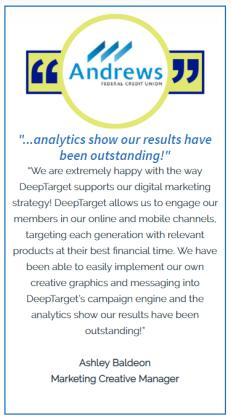 Andrews
FEDERAL CREDIT UNION
"...analytics show our results have
been outstanding!"
"We are extremely happy with the way
DeepTarget supports our digital marketing
strategy! DeepTarget allows us to engage our
members in our online and mobile channels,
targeting each generation with relevant
products at their best financial time. We have
been able to easily implement our own
creative graphics and messaging into
DeepTarget's campaign engine and the
analytics show our results have been
outstanding!"
Ashley Baldeon
Marketing Creative Manager